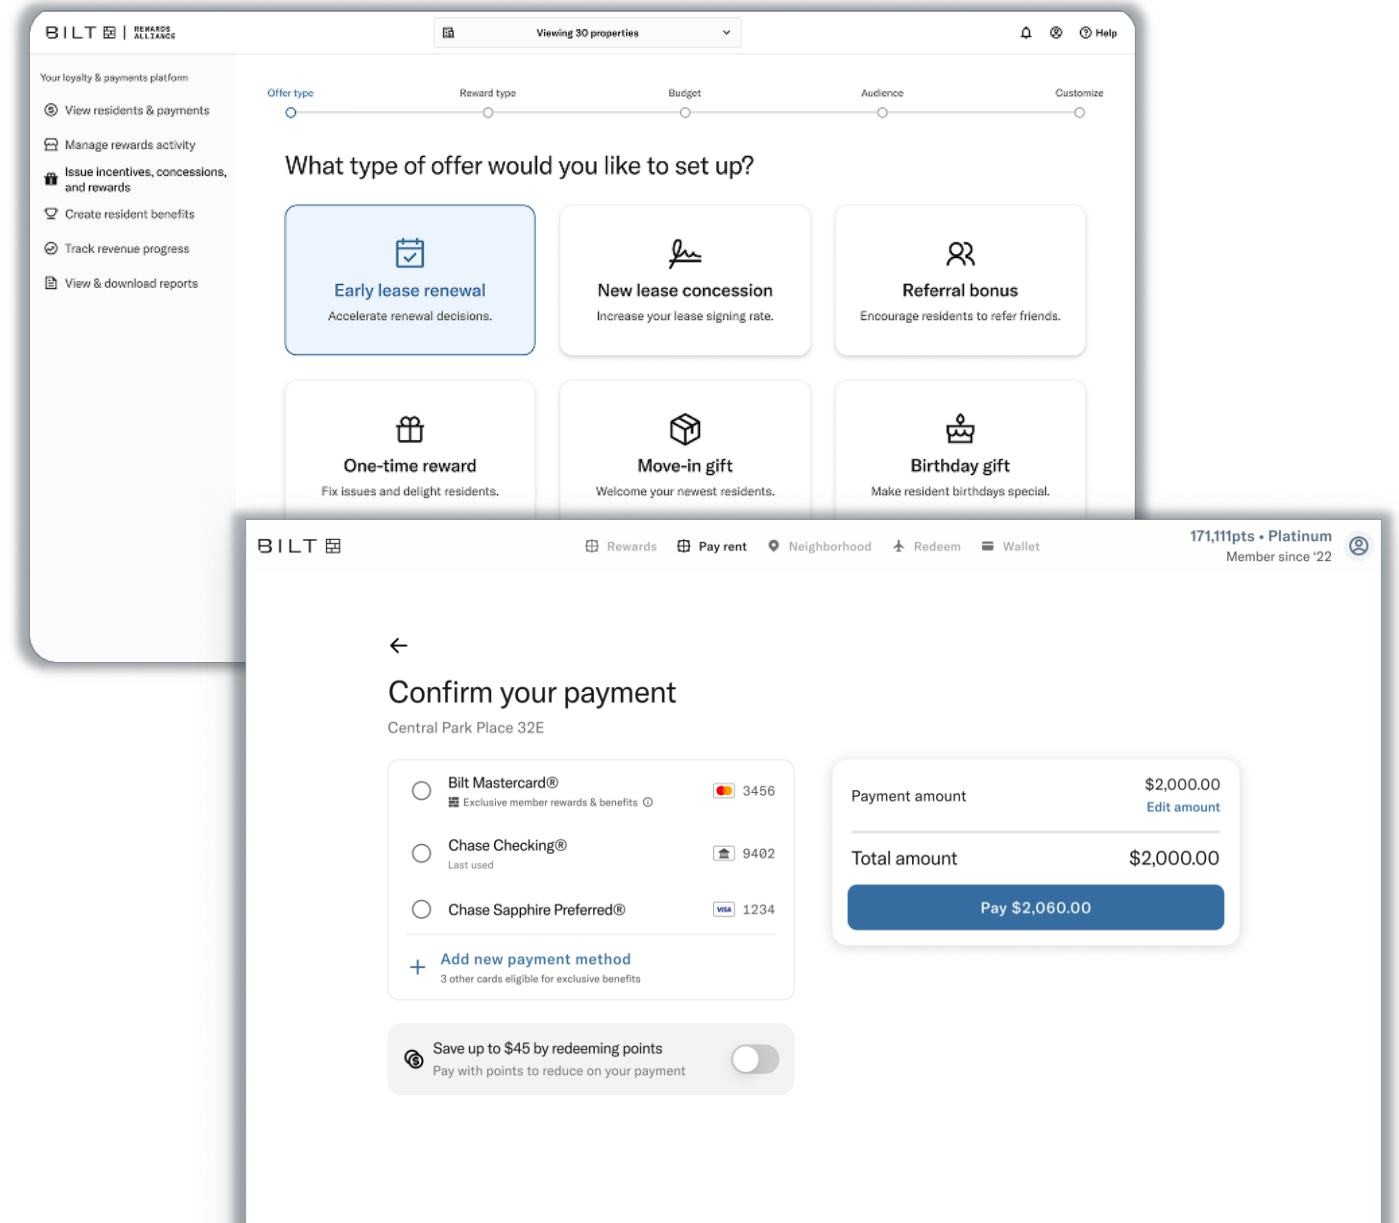 BILT | REWARDS ALLIANCE
Viewing 30 properties
Help
Your loyalty & payments platform
View residents & payments
Manage rewards activity
Issue incentives, concessions,
and rewards
Create resident benefits
Track revenue progress
View & download reports
Offer type
Reward type
Budget
Audience
Customize
What type of offer would you like to set up?
Early lease renewal
Accelerate renewal decisions.
New lease concession
Increase your lease signing rate.
Referral bonus
Encourage residents to refer friends.
One-time reward
Fix issues and delight residents.
Move-in gift
Welcome your newest residents.
Birthday gift
Make resident birthdays special.
BILT
Rewards
Pay rent
Neighborhood
Redeem
Wallet
171,111pts • Platinum
Member since '22
Confirm your payment
Central Park Place 32E
Bilt Mastercard®
3456
Exclusive member rewards & benefits
Chase Checking®
Last used
9402
Chase Sapphire Preferred®
VISA 1234
Add new payment method
3 other cards eligible for exclusive benefits
Save up to $45 by redeeming points
Pay with points to reduce on your payment
Payment amount
$2,000.00
Edit amount
Total amount
$2,000.00
Pay $2,060.00